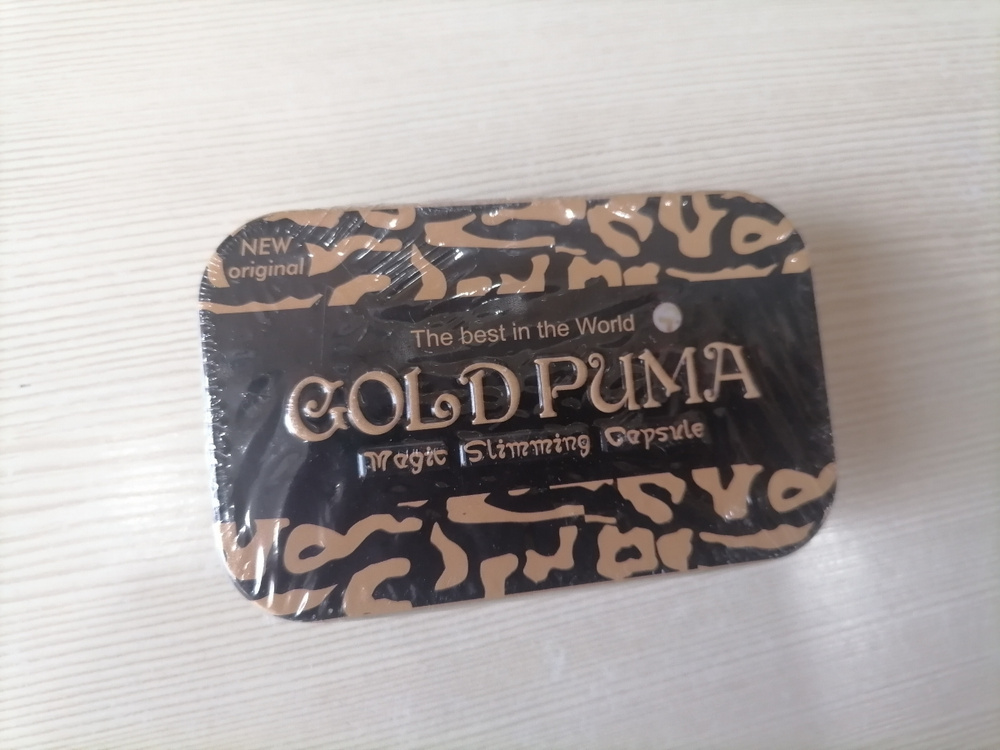 NEW
original
The best in the World
GOLD PUMA
Magic Slimming Capsule